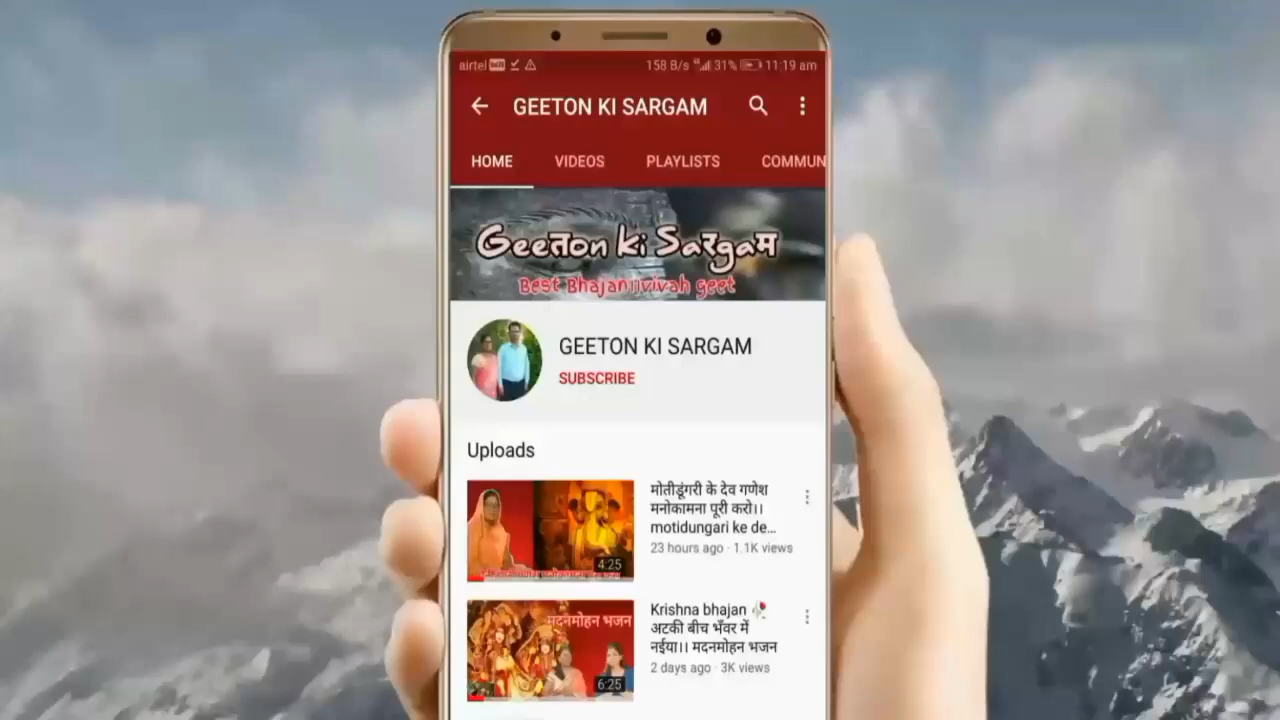 airtel
158 B/s 31% 11:19 am
GEETON KI SARGAM
HOME VIDEOS PLAYLISTS COMMUN
Geeतon ki Saरgaम
Best Bhajan।।vivah geet
GEETON KI SARGAM
SUBSCRIBE
Uploads
मोतीडूंगरी के देव गणेश
मनोकामना पूरी करो।।
motidungari ke de...
23 hours ago · 1.1K views
4:25
Krishna bhajan 🥀
अटकी बीच भँवर में
नईया।। मदनमोहन भजन
2 days ago · 3K views
मदनमोहन भजन
6:25